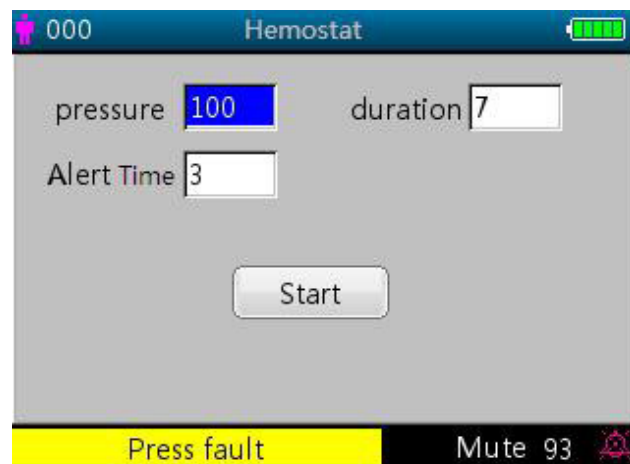 000 Hemostat
pressure 100 duration 7
Alert Time 3
Start
Press fault Mute 93